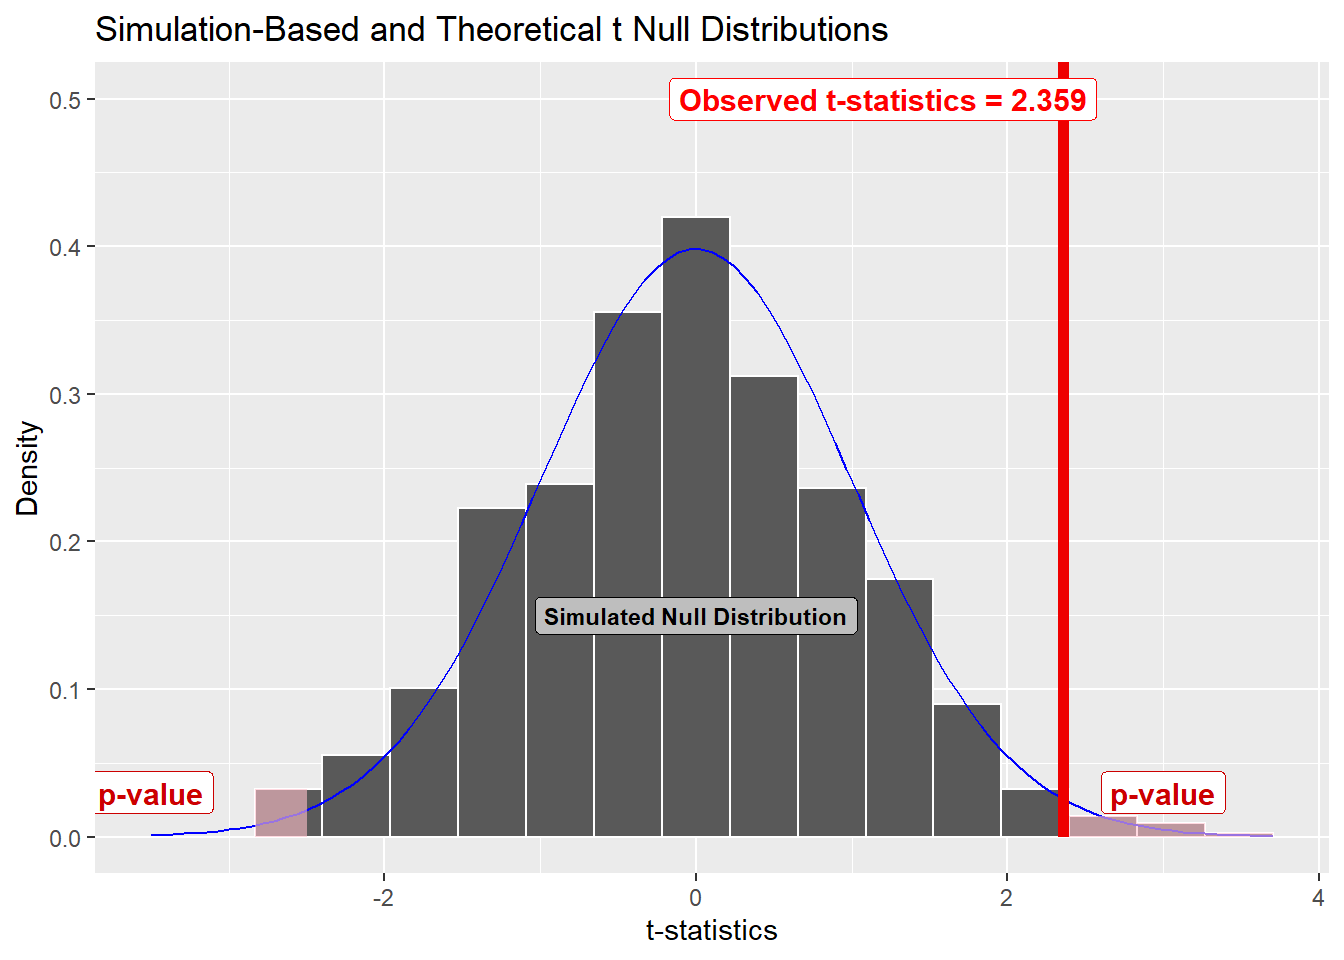 Simulation-Based and Theoretical t Null Distributions
Observed t-statistics = 2.359
0.5
0.4
0.3
0.2
0.1
0.0
Density
Simulated Null Distribution
p-value
p-value
-2
0
2
4
t-statistics